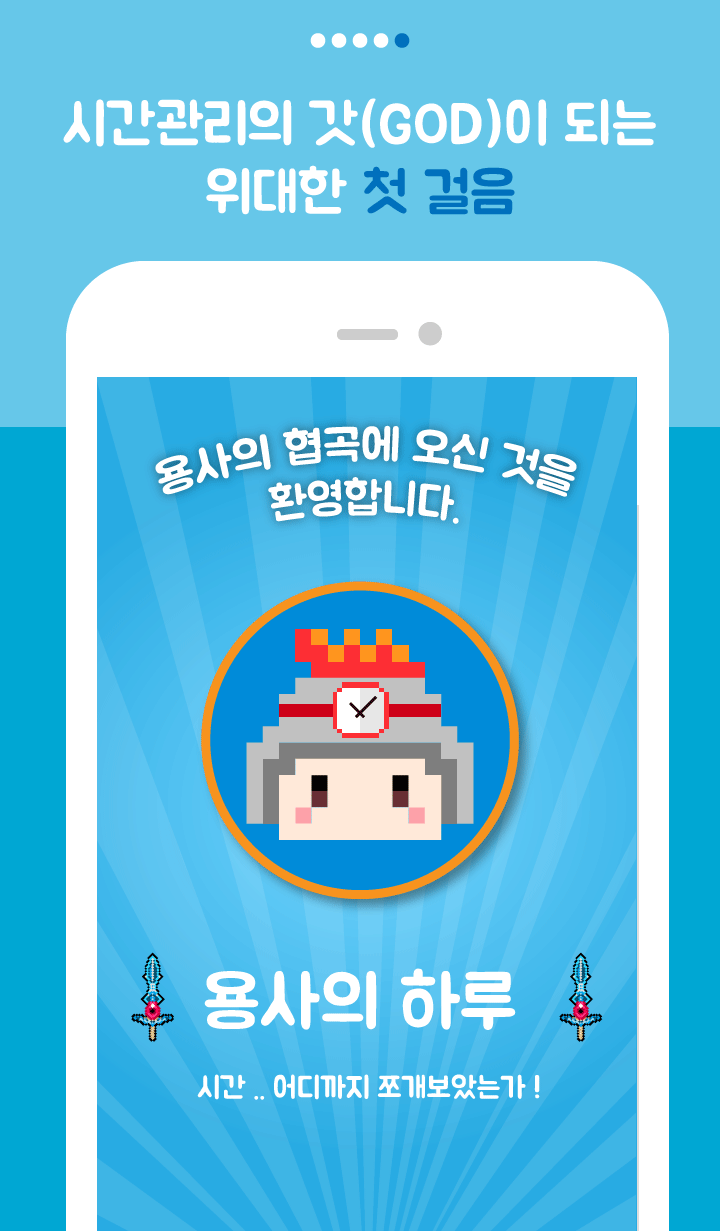 시간관리의 갓(GOD)이 되는
위대한 첫 걸음
용사의 협곡에 오신 것을
환영합니다.
용사의 하루
시간 .. 어디까지 쪼개보았는가 !